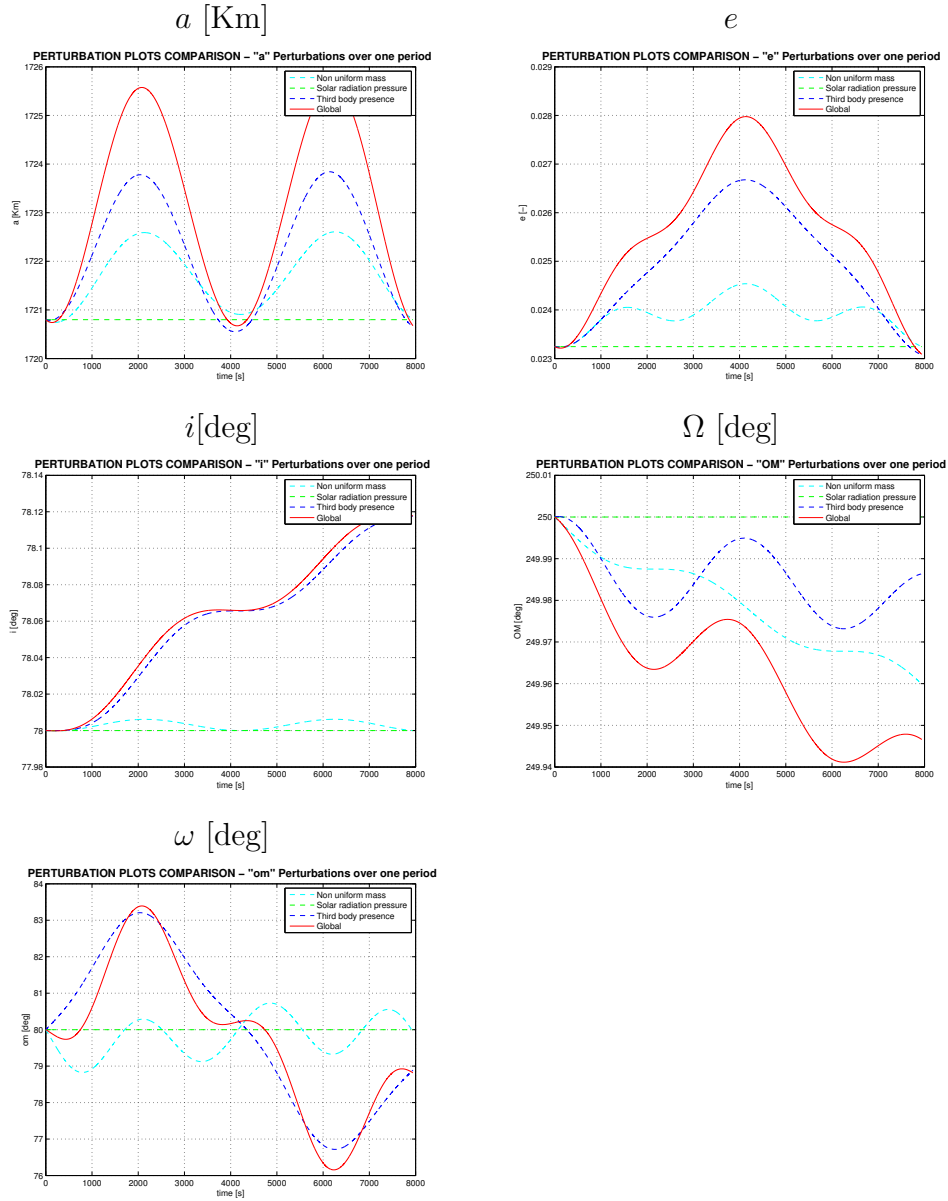 a [Km]
e
PERTURBATION PLOTS COMPARISON – "a" Perturbations over one period
1726
1725
1724
1723
1722
1721
1720
a [Km]
0 1000 2000 3000 4000 5000 6000 7000 8000
time [s]
Non uniform mass
Solar radiation pressure
Third body presence
Global
PERTURBATION PLOTS COMPARISON – "e" Perturbations over one period
0.029
0.028
0.027
0.026
0.025
0.024
0.023
e [-]
0 1000 2000 3000 4000 5000 6000 7000 8000
time [s]
Non uniform mass
Solar radiation pressure
Third body presence
Global
i[deg]
Ω [deg]
PERTURBATION PLOTS COMPARISON – "i" Perturbations over one period
78.14
78.12
78.1
78.08
78.06
78.04
78.02
78
77.98
i [deg]
0 1000 2000 3000 4000 5000 6000 7000 8000
time [s]
Non uniform mass
Solar radiation pressure
Third body presence
Global
PERTURBATION PLOTS COMPARISON – "OM" Perturbations over one period
250.01
250
249.99
249.98
249.97
249.96
249.95
249.94
OM [deg]
0 1000 2000 3000 4000 5000 6000 7000 8000
time [s]
Non uniform mass
Solar radiation pressure
Third body presence
Global
ω [deg]
PERTURBATION PLOTS COMPARISON – "om" Perturbations over one period
84
83
82
81
80
79
78
77
76
om [deg]
0 1000 2000 3000 4000 5000 6000 7000 8000
time [s]
Non uniform mass
Solar radiation pressure
Third body presence
Global